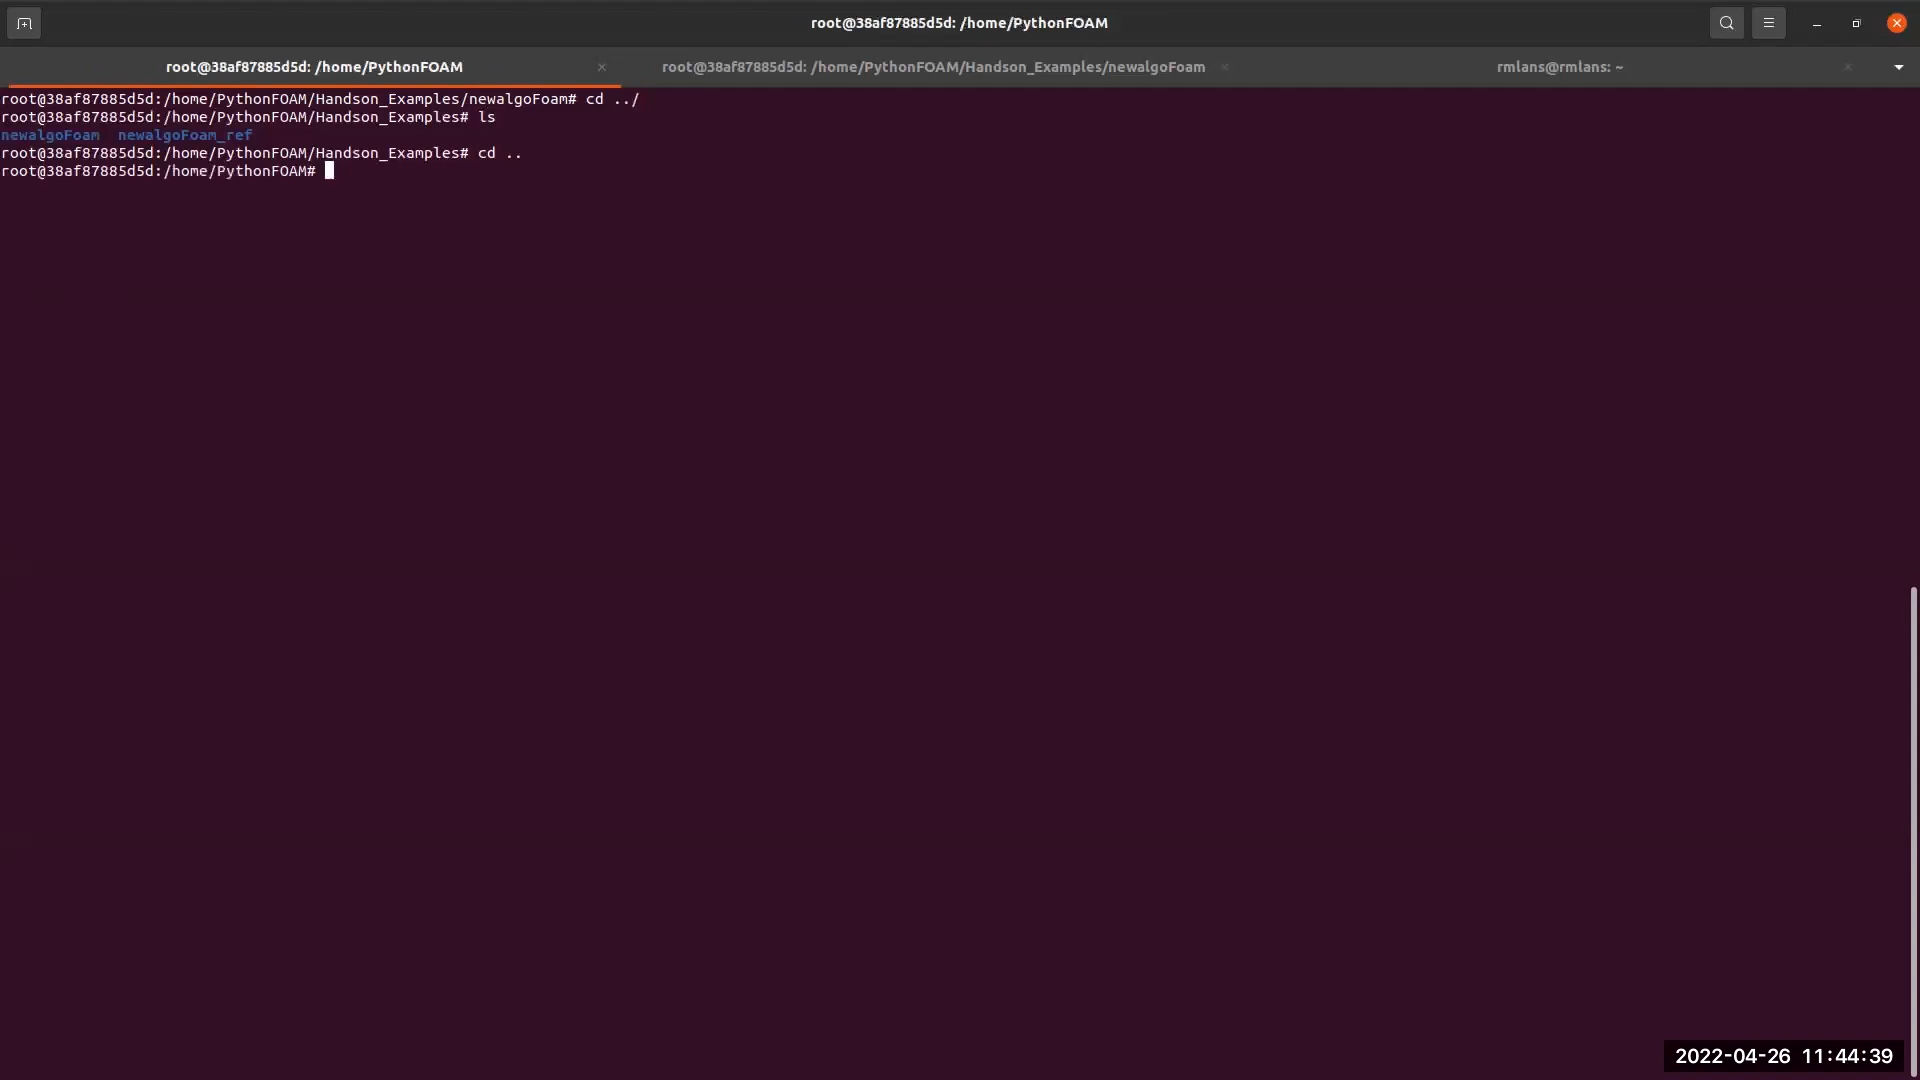 root@38af87885d5d: /home/PythonFOAM
root@38af87885d5d: /home/PythonFOAM
root@38af87885d5d: /home/PythonFOAM/Handson_Examples/newalgoFoam
rmlans@rmlans: ~
root@38af87885d5d:/home/PythonFOAM/Handson_Examples/newalgoFoam# cd ../
root@38af87885d5d:/home/PythonFOAM/Handson_Examples# ls
newalgoFoam  newalgoFoam_ref
root@38af87885d5d:/home/PythonFOAM/Handson_Examples# cd ..
root@38af87885d5d:/home/PythonFOAM#
2022-04-26 11:44:39